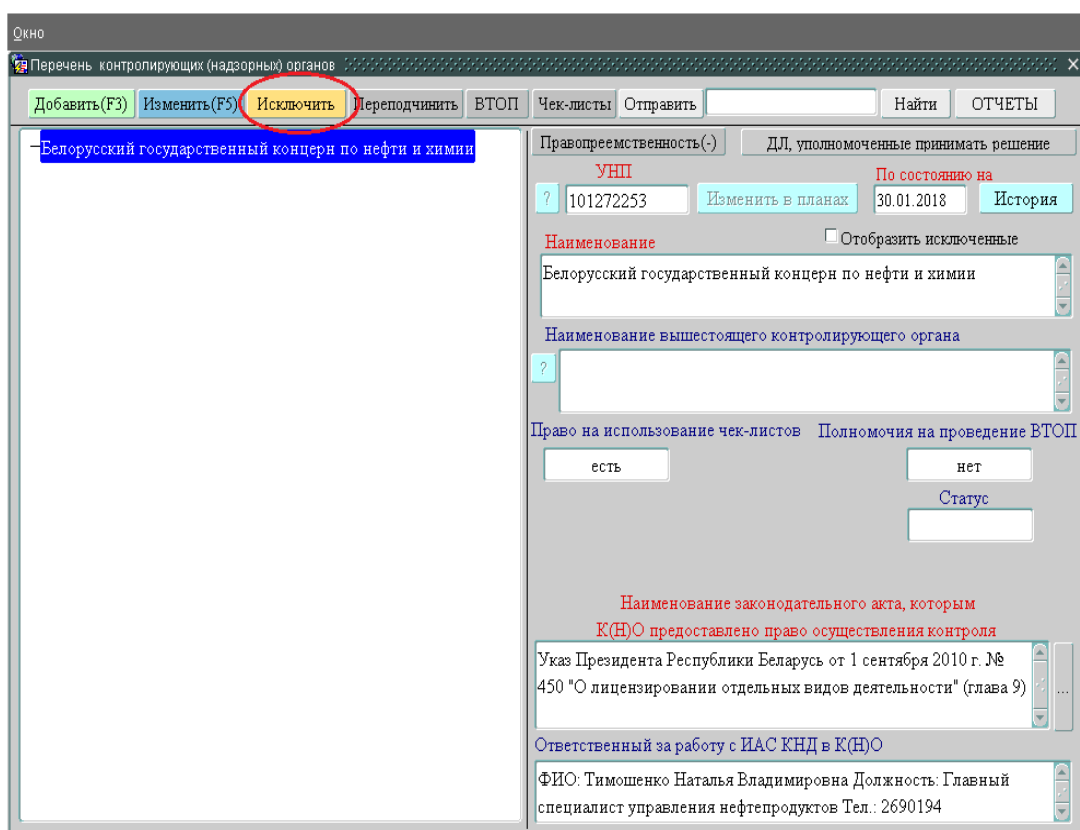 Окно
Перечень контролирующих (надзорных) органов
Добавить(F3) Изменить(F5) Исключить Переподчинить ВТОП Чек-листы Отправить Найти ОТЧЕТЫ
Белорусский государственный концерн по нефти и химии
Правопреемственность(-) ДЛ, уполномоченные принимать решение
УНП По состоянию на
? 101272253 Изменить в планах 30.01.2018 История
Наименование Отобразить исключенные
Белорусский государственный концерн по нефти и химии
Наименование вышестоящего контролирующего органа
?
Право на использование чек-листов Полномочия на проведение ВТОП
есть нет
Статус
Наименование законодательного акта, которым
К(Н)О предоставлено право осуществления контроля
Указ Президента Республики Беларусь от 1 сентября 2010 г. №
450 "О лицензировании отдельных видов деятельности" (глава 9) ...
Ответственный за работу с ИАС КНД в К(Н)О
ФИО: Тимошенко Наталья Владимировна Должность: Главный
специалист управления нефтепродуктов Тел.: 2690194